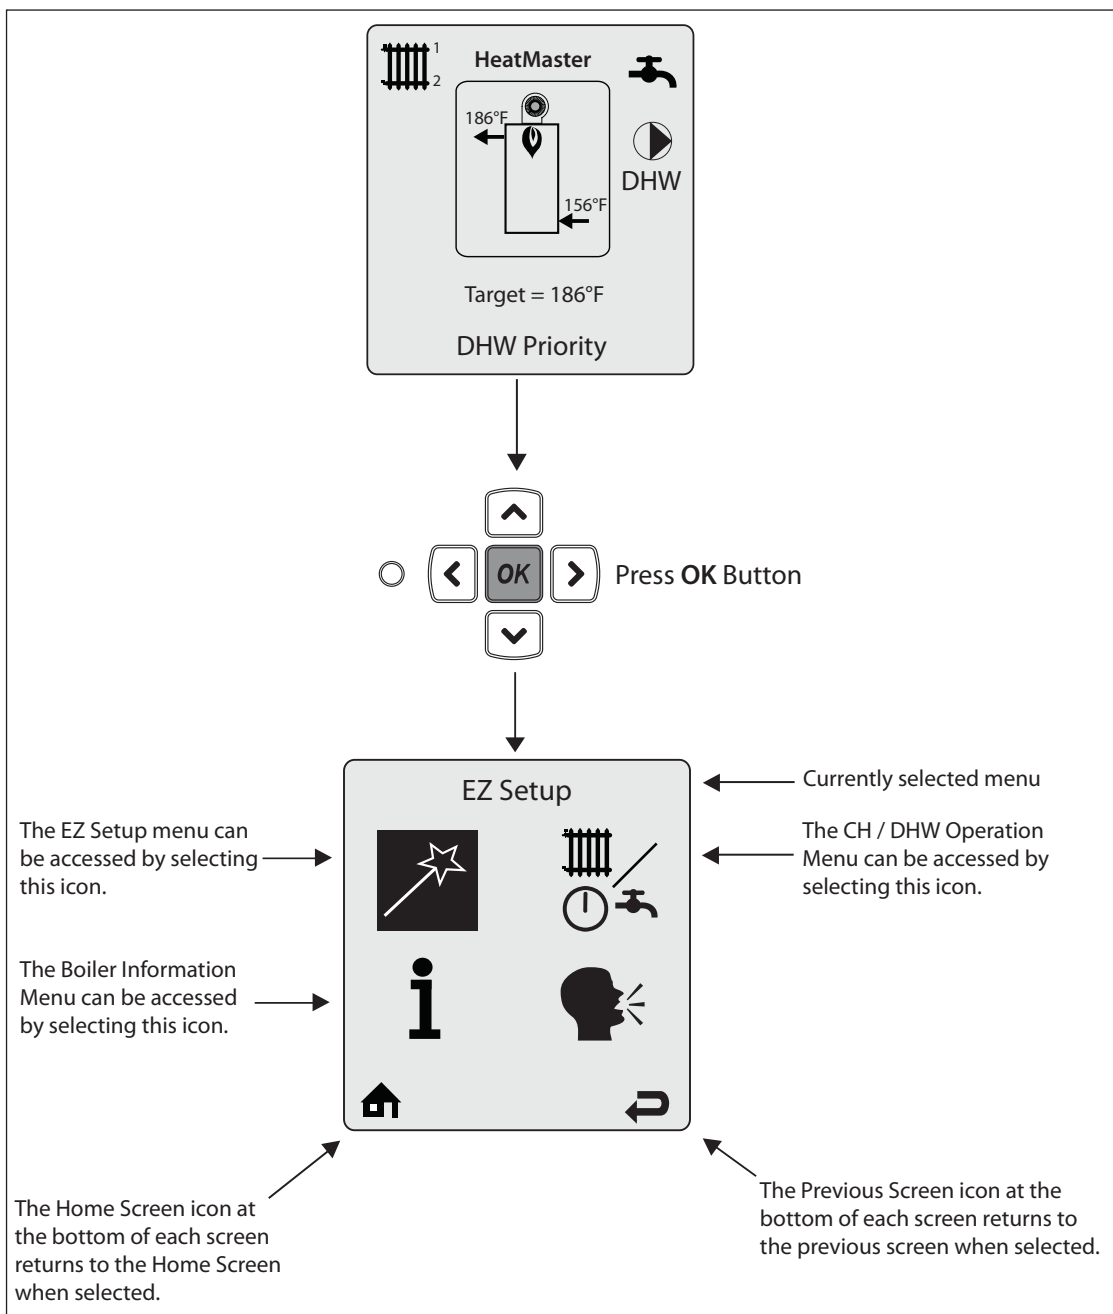 HeatMaster
1
2
186°F
DHW
156°F
Target = 186°F
DHW Priority
OK
Press OK Button
EZ Setup
Currently selected menu
The EZ Setup menu can
be accessed by selecting
this icon.
The CH / DHW Operation
Menu can be accessed by
selecting this icon.
The Boiler Information
Menu can be accessed
by selecting this icon.
The Home Screen icon at
the bottom of each screen
returns to the Home Screen
when selected.
The Previous Screen icon at the
bottom of each screen returns to
the previous screen when selected.